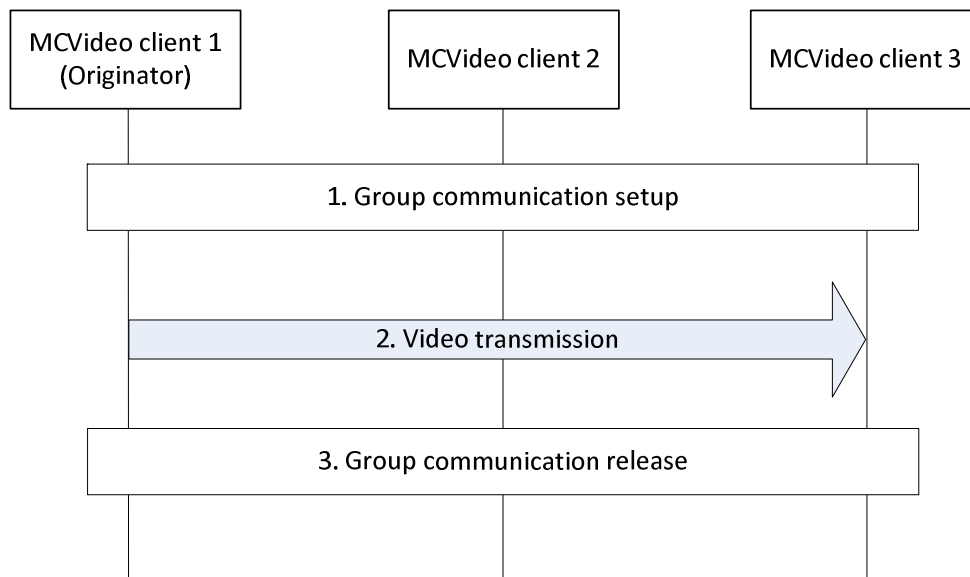 MCVideo client 1
(Originator)
MCVideo client 2
MCVideo client 3
1. Group communication setup
2. Video transmission
3. Group communication release